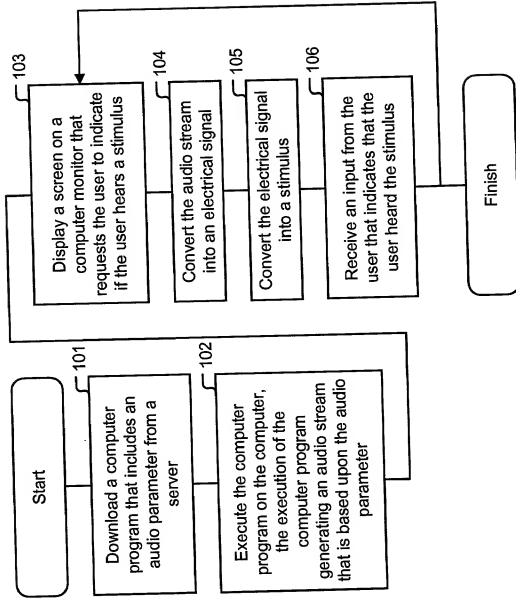 Start
101
Download a computer
program that includes an
audio parameter from a
server
102
Execute the computer
program on the computer,
the execution of the
computer program
generating an audio stream
that is based upon the audio
parameter
103
Display a screen on a
computer monitor that
requests the user to indicate
if the user hears a stimulus
104
Convert the audio stream
into an electrical signal
105
Convert the electrical signal
into a stimulus
106
Receive an input from the
user that indicates that the
user heard the stimulus
Finish